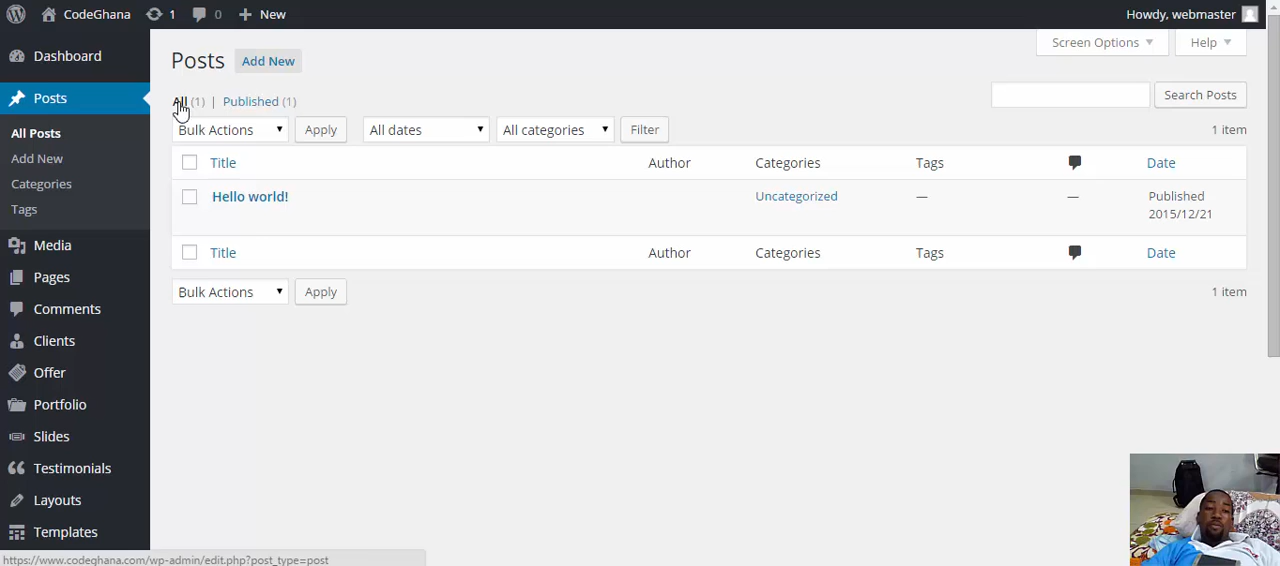 CodeGhana 1 0 New Howdy, webmaster
Dashboard
Posts
All Posts
Add New
Categories
Tags
Media
Pages
Comments
Clients
Offer
Portfolio
Slides
Testimonials
Layouts
Templates
Screen Options Help
Posts Add New
All (1) | Published (1)
Search Posts
Bulk Actions Apply All dates All categories Filter 1 item
Title Author Categories Tags Date
Hello world! Uncategorized — — Published
2015/12/21
Title Author Categories Tags Date
Bulk Actions Apply 1 item
https://www.codeghana.com/wp-admin/edit.php?post_type=post